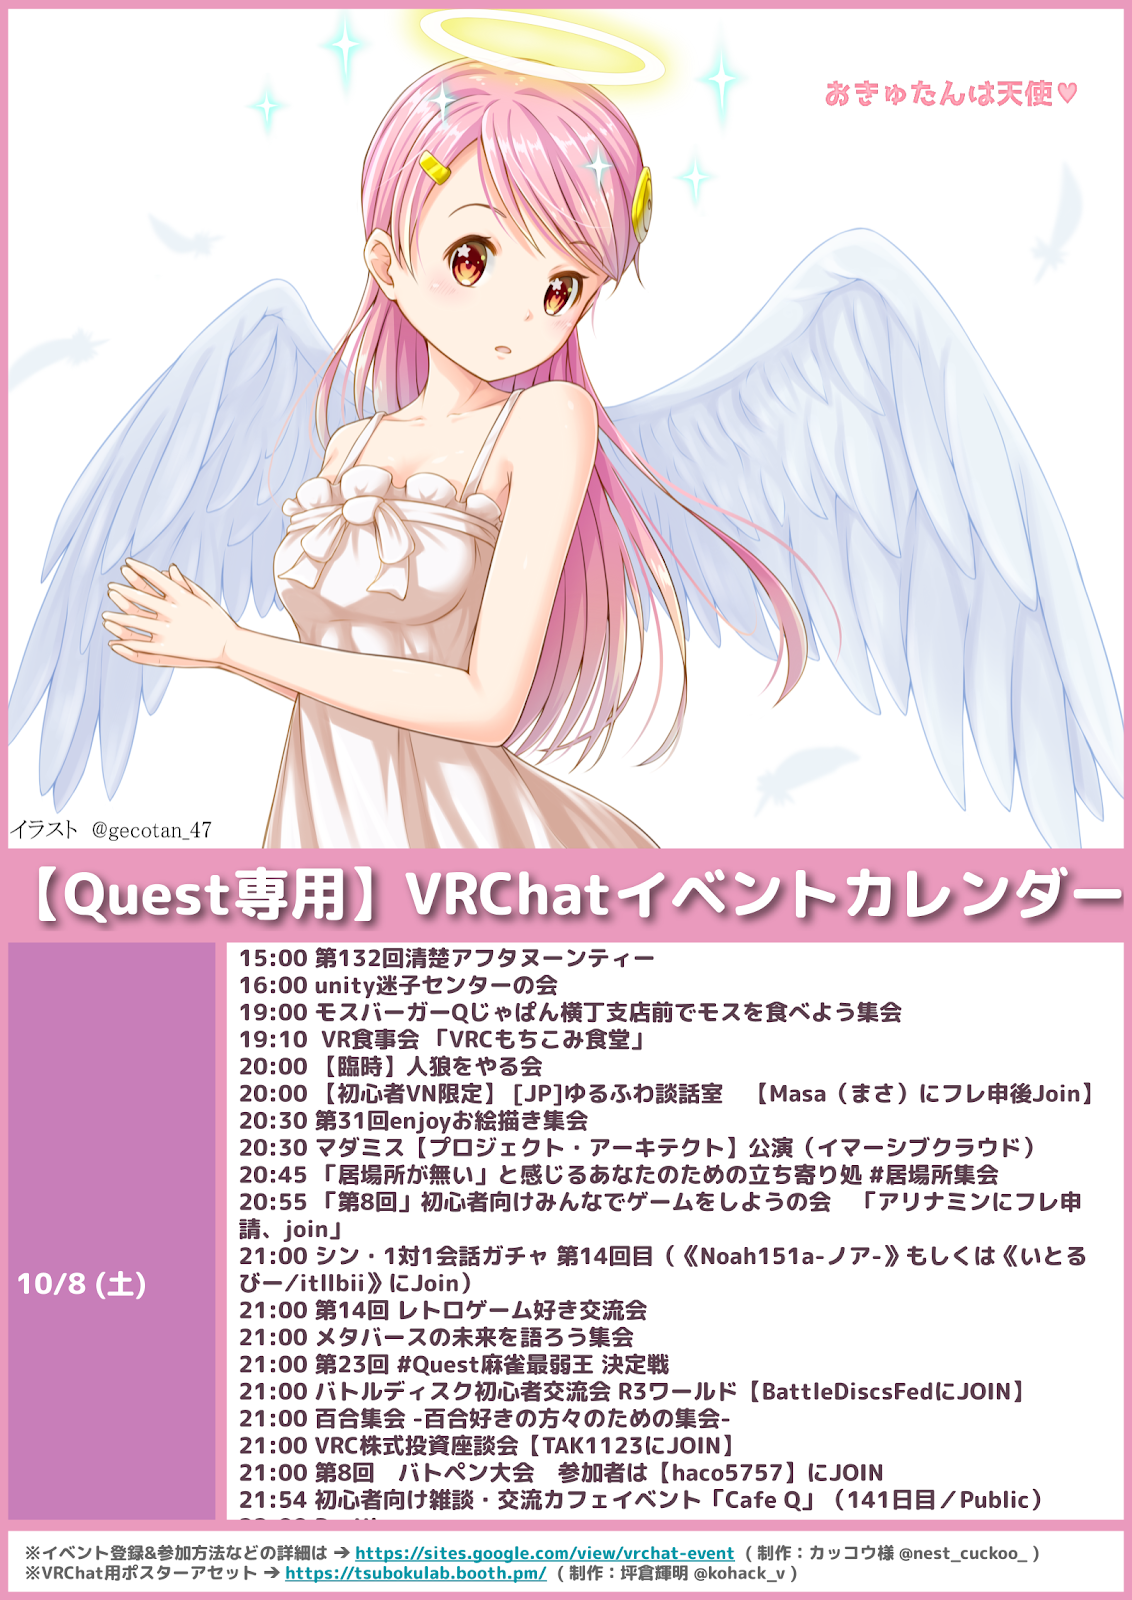 おきゅたんは天使♥
イラスト @gecotan_47
【Quest専用】VRChatイベントカレンダー
10/8 (土)
15:00 第132回清楚アフタヌーンティー
16:00 unity迷子センターの会
19:00 モスバーガーQじゃぱん横丁支店前でモスを食べよう集会
19:10 VR食事会 「VRCもちこみ食堂」
20:00 【臨時】人狼をやる会
20:00 【初心者VN限定】 [JP]ゆるふわ談話室　【Masa（まさ）にフレ申後Join】
20:30 第31回enjoyお絵描き集会
20:30 マダミス【プロジェクト・アーキテクト】公演（イマーシブクラウド）
20:45 「居場所が無い」と感じるあなたのための立ち寄り処 #居場所集会
20:55 「第8回」初心者向けみんなでゲームをしようの会　「アリナミンにフレ申
請、join」
21:00 シン・1対1会話ガチャ 第14回目（《Noah151a-ノア-》もしくは《いとる
びー/itllbii》にJoin）
21:00 第14回 レトロゲーム好き交流会
21:00 メタバースの未来を語ろう集会
21:00 第23回 #Quest麻雀最弱王 決定戦
21:00 バトルディスク初心者交流会 R3ワールド【BattleDiscsFedにJOIN】
21:00 百合集会 -百合好きの方々のための集会-
21:00 VRC株式投資座談会【TAK1123にJOIN】
21:00 第8回　バトペン大会　参加者は【haco5757】にJOIN
21:54 初心者向け雑談・交流カフェイベント「Cafe Q」（141日目／Public）
※イベント登録&参加方法などの詳細は → https://sites.google.com/view/vrchat-event ( 制作：カッコウ様 @nest_cuckoo_ )
※VRChat用ポスターアセット → https://tsubokulab.booth.pm/ ( 制作：坪倉輝明 @kohack_v )